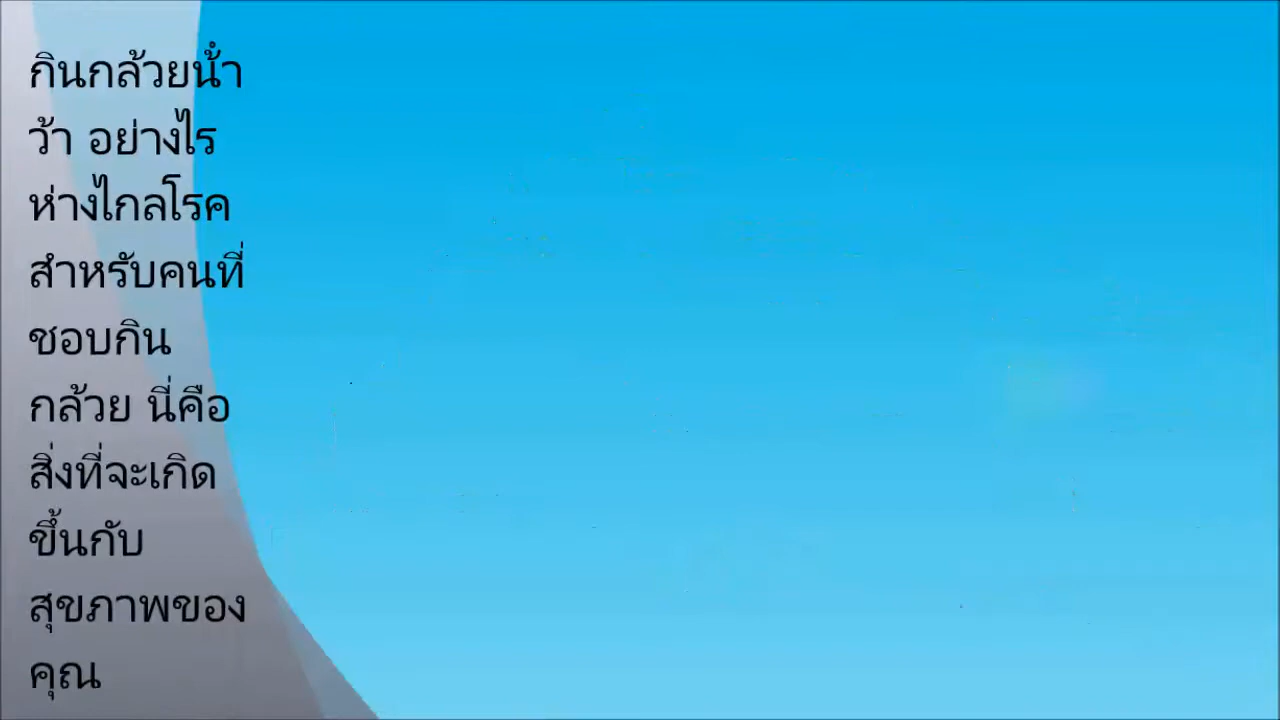 กินกล้วยน้ำ
ว้า อย่างไร
ห่างไกลโรค
สำหรับคนที่
ชอบกิน
กล้วย นี่คือ
สิ่งที่จะเกิด
ขึ้นกับ
สุขภาพของ
คุณ